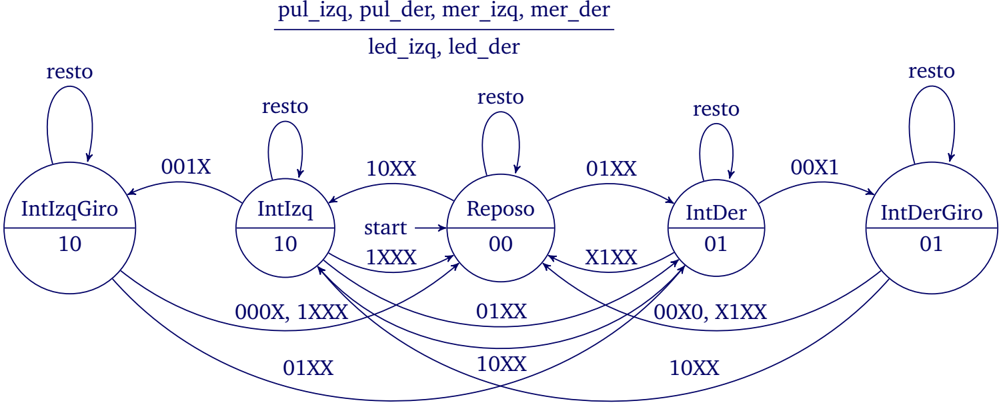 pul_izq, pul_der, mer_izq, mer_der
led_izq, led_der
resto
resto
resto
resto
resto
001X
10XX
01XX
00X1
IntIzqGiro
10
IntIzq
10
start
Reposo
00
IntDer
01
IntDerGiro
01
1XXX
X1XX
000X, 1XXX
01XX
00X0, X1XX
01XX
10XX
10XX